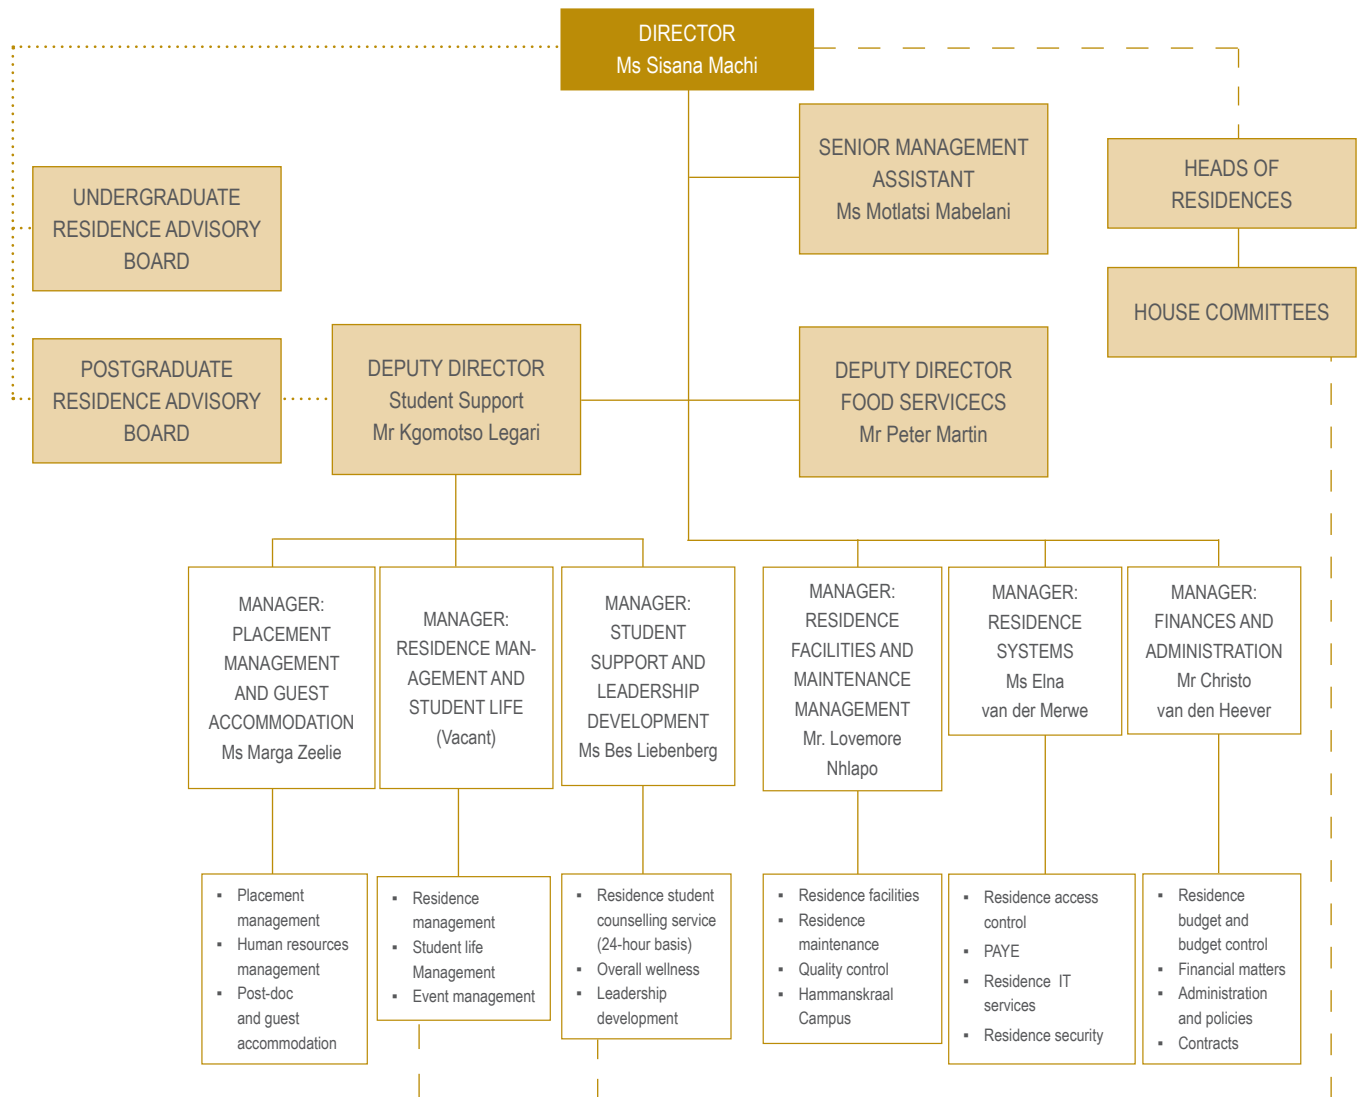 DIRECTOR
Ms Sisana Machi
SENIOR MANAGEMENT
ASSISTANT
Ms Motlatsi Mabelani
HEADS OF
RESIDENCES
UNDERGRADUATE
RESIDENCE ADVISORY
BOARD
HOUSE COMMITTEES
POSTGRADUATE
RESIDENCE ADVISORY
BOARD
DEPUTY DIRECTOR
Student Support
Mr Kgomotso Legari
DEPUTY DIRECTOR
FOOD SERVICECS
Mr Peter Martin
MANAGER:
PLACEMENT
MANAGEMENT
AND GUEST
ACCOMMODATION
Ms Marga Zeelie
MANAGER:
RESIDENCE MAN-
AGEMENT AND
STUDENT LIFE
(Vacant)
MANAGER:
STUDENT
SUPPORT AND
LEADERSHIP
DEVELOPMENT
Ms Bes Liebenberg
MANAGER:
RESIDENCE
FACILITIES AND
MAINTENANCE
MANAGEMENT
Mr. Lovemore
Nhlapo
MANAGER:
RESIDENCE
SYSTEMS
Ms Elna
van der Merwe
MANAGER:
FINANCES AND
ADMINISTRATION
Mr Christo
van den Heever
▪ Placement
management
▪ Human resources
management
▪ Post-doc
and guest
accommodation
▪ Residence
management
▪ Student life
Management
▪ Event management
▪ Residence student
counselling service
(24-hour basis)
▪ Overall wellness
▪ Leadership
development
▪ Residence facilities
▪ Residence
maintenance
▪ Quality control
▪ Hammanskraal
Campus
▪ Residence access
control
▪ PAYE
▪ Residence IT
services
▪ Residence security
▪ Residence
budget and
budget control
▪ Financial matters
▪ Administration
and policies
▪ Contracts